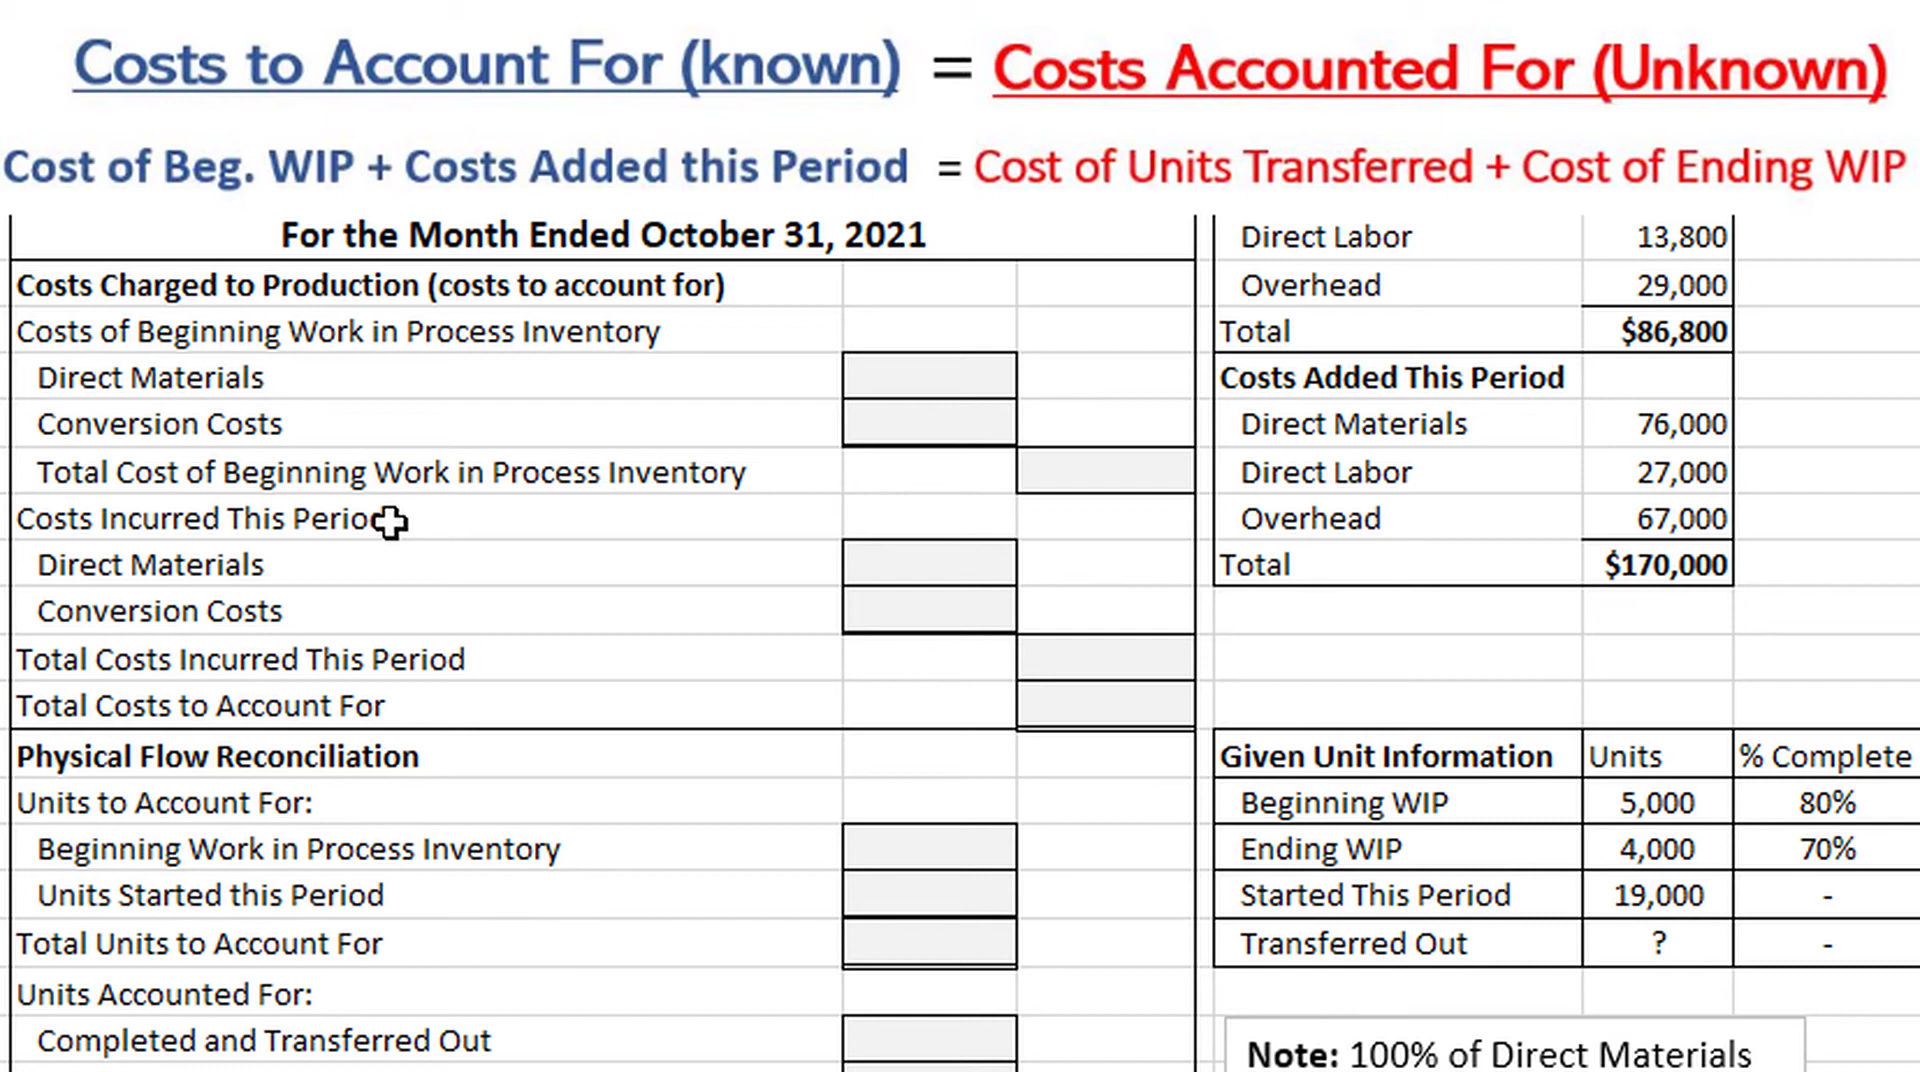 Costs to Account For (known) = Costs Accounted For (Unknown)
Cost of Beg. WIP + Costs Added this Period = Cost of Units Transferred + Cost of Ending WIP
For the Month Ended October 31, 2021
Costs Charged to Production (costs to account for)
Costs of Beginning Work in Process Inventory
Direct Materials
Conversion Costs
Total Cost of Beginning Work in Process Inventory
Costs Incurred This Period
Direct Materials
Conversion Costs
Total Costs Incurred This Period
Total Costs to Account For
Physical Flow Reconciliation
Units to Account For:
Beginning Work in Process Inventory
Units Started this Period
Total Units to Account For
Units Accounted For:
Completed and Transferred Out
Direct Labor 13,800
Overhead 29,000
Total $86,800
Costs Added This Period
Direct Materials 76,000
Direct Labor 27,000
Overhead 67,000
Total $170,000
Given Unit Information Units % Complete
Beginning WIP 5,000 80%
Ending WIP 4,000 70%
Started This Period 19,000 -
Transferred Out ? -
Note: 100% of Direct Materials